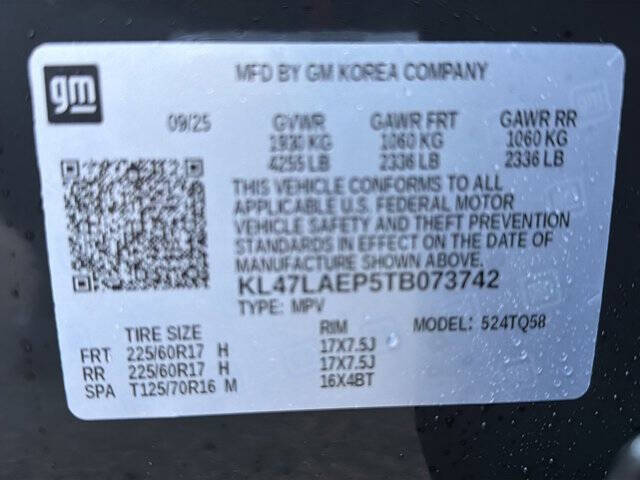 gm
MFD BY GM KOREA COMPANY
09/25 GVWR GAWR FRT GAWR RR
1930 KG 1060 KG 1060 KG
4255 LB 2336 LB 2336 LB
THIS VEHICLE CONFORMS TO ALL
APPLICABLE U.S. FEDERAL MOTOR
VEHICLE SAFETY AND THEFT PREVENTION
STANDARDS IN EFFECT ON THE DATE OF
MANUFACTURE SHOWN ABOVE.
KL47LAEP5TB073742
TYPE: MPV MODEL: 524TQ58
TIRE SIZE RIM
FRT 225/60R17 H 17X7.5J
RR 225/60R17 H 17X7.5J
SPA T125/70R16 M 16X4BT